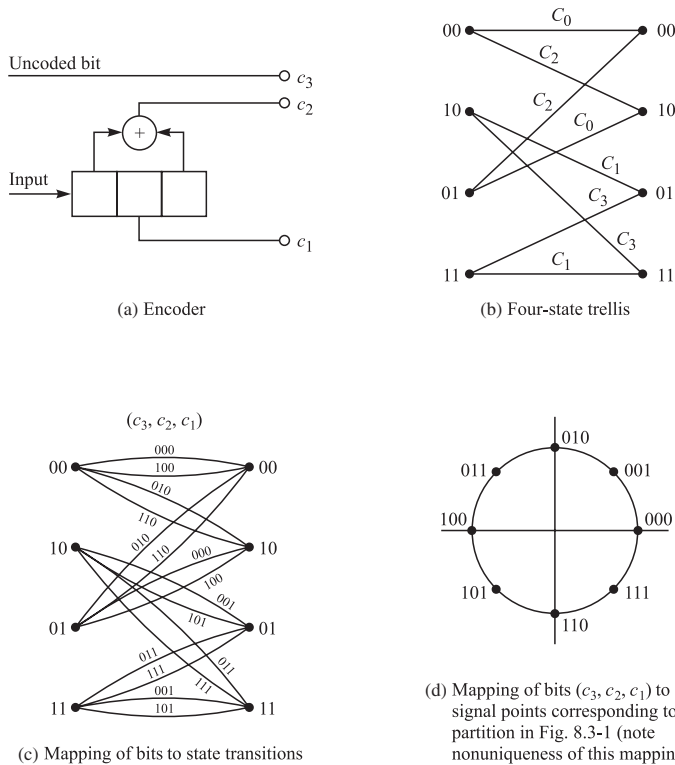 Uncoded bit
c3
c2
+
Input
c1
(a) Encoder
C0
00 00
C2
C2
10 10
C0
C1
01 01
C3
C3
C1
11 11
(b) Four-state trellis
(c3, c2, c1)
000
00 00
100
010
110
010
110
000
10 10
100
001
101
01 01
011
111
011
111
001
11 11
101
(c) Mapping of bits to state transitions
010
011 001
100 000
101 111
110
(d) Mapping of bits (c3, c2, c1) to
signal points corresponding to
partition in Fig. 8.3-1 (note
nonuniqueness of this mappin